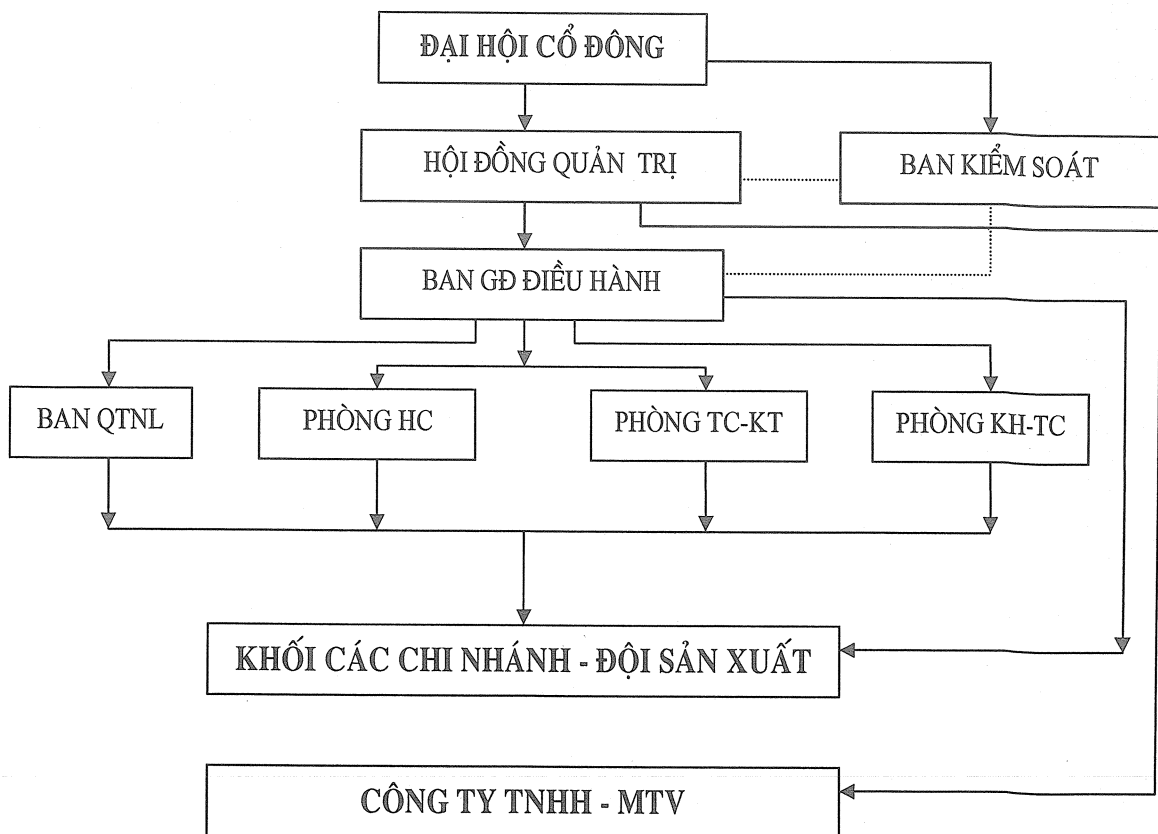 ĐẠI HỘI CỔ ĐÔNG
HỘI ĐỒNG QUẢN TRỊ
BAN KIỂM SOÁT
BAN GĐ ĐIỀU HÀNH
BAN QTNL
PHÒNG HC
PHÒNG TC-KT
PHÒNG KH-TC
KHỐI CÁC CHI NHÁNH - ĐỘI SẢN XUẤT
CÔNG TY TNHH - MTV